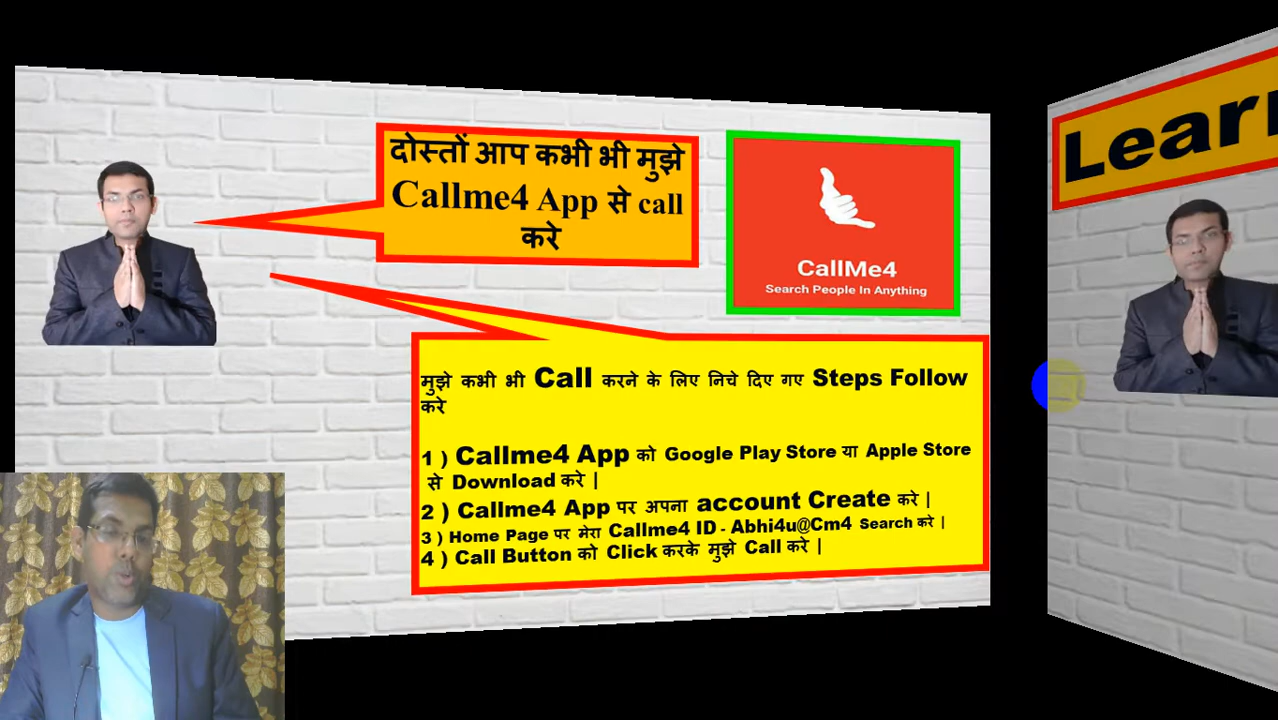 दोस्तों आप कभी भी मुझे
Callme4 App से call
करे
CallMe4
Search People In Anything
मुझे कभी भी Call करने के लिए निचे दिए गए Steps Follow
करे
1 ) Callme4 App को Google Play Store या Apple Store
से Download करे |
2 ) Callme4 App पर अपना account Create करे |
3 ) Home Page पर मेरा Callme4 ID - Abhi4u@Cm4 Search करे |
4 ) Call Button को Click करके मुझे Call करे |